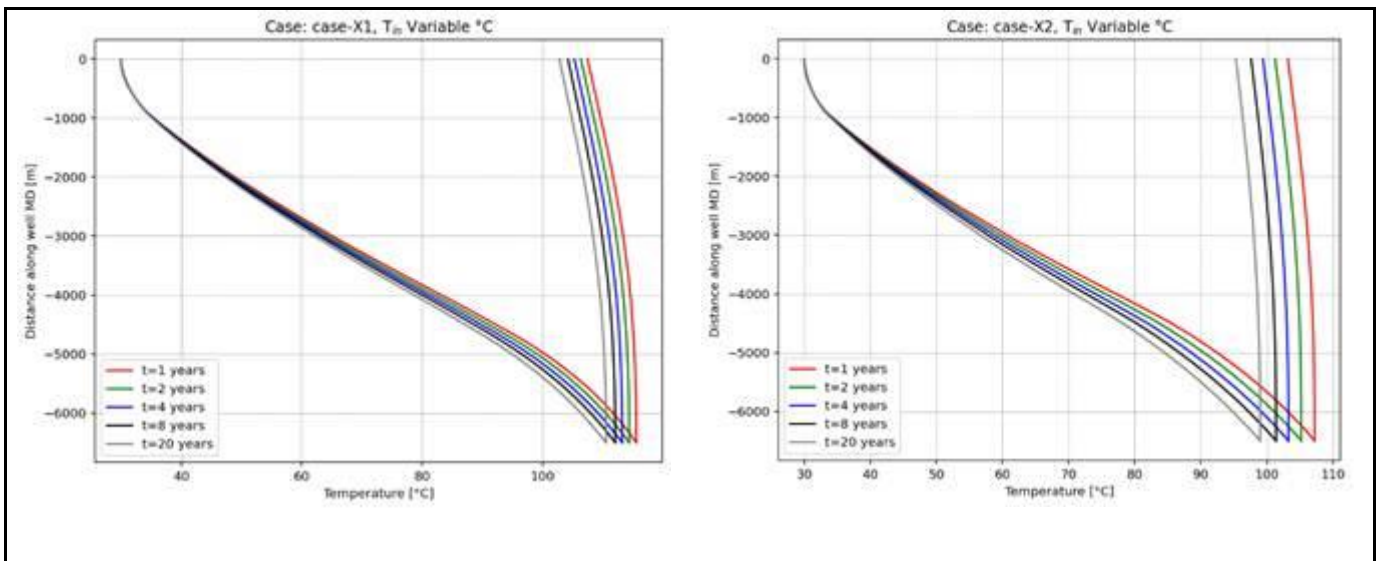 Case: case-X1, Tin Variable °C
Distance along well MD [m]
0
−1000
−2000
−3000
−4000
−5000
−6000
t=1 years
t=2 years
t=4 years
t=8 years
t=20 years
40
60
80
100
Temperature [°C]
Case: case-X2, Tin Variable °C
Distance along well MD [m]
0
−1000
−2000
−3000
−4000
−5000
−6000
t=1 years
t=2 years
t=4 years
t=8 years
t=20 years
30
40
50
60
70
80
90
100
110
Temperature [°C]